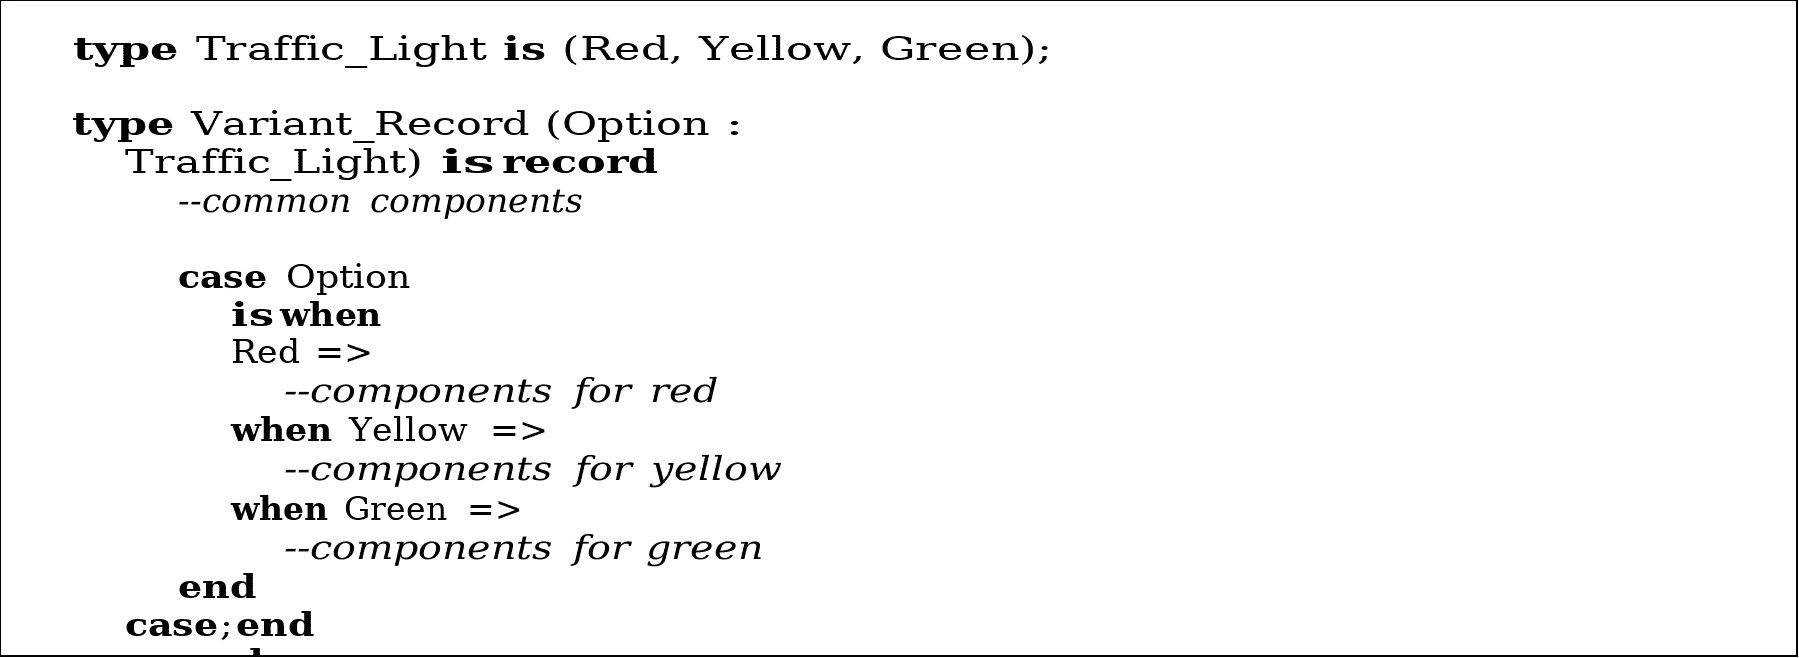 type Traffic_Light is (Red, Yellow, Green);
type Variant_Record (Option :
Traffic_Light) is record
--common components
case Option
is when
Red =>
--components for red
when Yellow =>
--components for yellow
when Green =>
--components for green
end
case;end